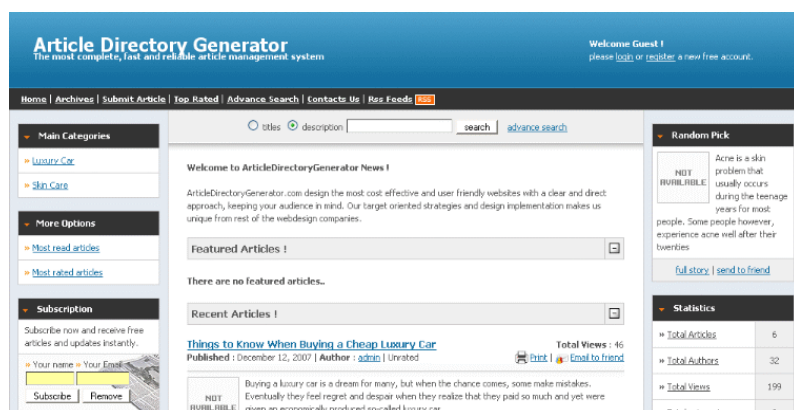 Article Directory Generator
The most complete, fast and reliable article management system
Welcome Guest !
please login or register a new free account.
Home | Archives | Submit Article | Top Rated | Advance Search | Contacts Us | Rss Feeds RSS
Main Categories
» Luxury Car
» Skin Care
More Options
» Most read articles
» Most rated articles
Subscription
Subscribe now and receive free
articles and updates instantly.
» Your name » Your Email
Subscribe Remove
titles description search advance search
Welcome to ArticleDirectoryGenerator News !
ArticleDirectoryGenerator.com design the most cost effective and user friendly websites with a clear and direct
approach, keeping your audience in mind. Our target oriented strategies and design implementation makes us
unique from rest of the webdesign companies.
Featured Articles !
There are no featured articles..
Recent Articles !
Things to Know When Buying a Cheap Luxury Car
Total Views : 46
Published : December 12, 2007 | Author : admin | Unrated
Print | Email to friend
NOT
AVAILABLE
Buying a luxury car is a dream for many, but when the chance comes, some make mistakes.
Eventually they feel regret and despair when they realize that they paid so much and yet were
given an economically produced so-called luxury car.
Random Pick
NOT
AVAILABLE
Acne is a skin
problem that
usually occurs
during the teenage
years for most
people. Some people however,
experience acne well after their
twenties
full story | send to friend
Statistics
» Total Articles 6
» Total Authors 32
» Total Views 199